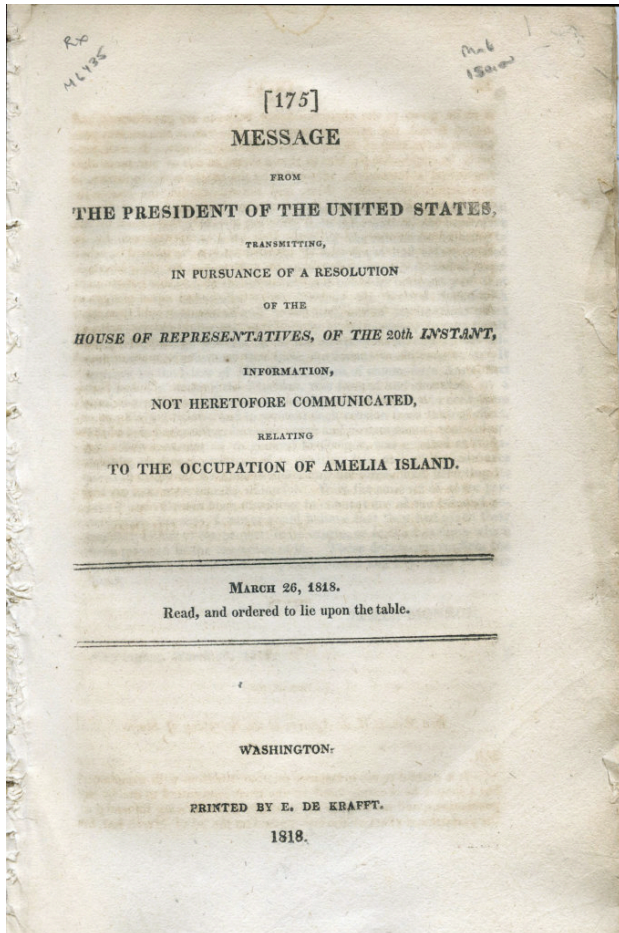 Rx
ML435
[175]
MESSAGE
FROM
THE PRESIDENT OF THE UNITED STATES,
TRANSMITTING,
IN PURSUANCE OF A RESOLUTION
OF THE
HOUSE OF REPRESENTATIVES, OF THE 20th INSTANT,
INFORMATION,
NOT HERETOFORE COMMUNICATED,
RELATING
TO THE OCCUPATION OF AMELIA ISLAND.
MARCH 26, 1818.
Read, and ordered to lie upon the table.
WASHINGTON:
PRINTED BY E. DE KRAFFT.
1818.